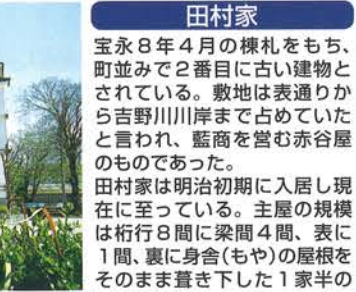 田村家
宝永8年4月の棟札をもち、
町並みで2番目に古い建物と
されている。敷地は表通りか
ら吉野川川岸まで占めていた
と言われ、藍商を営む赤谷屋
のものであった。
田村家は明治初期に入居し現
在に至っている。主屋の規模
は桁行8間に梁間4間、表に
1間、裏に身舎(もや)の屋根を
そのまま葺き下した1家半の